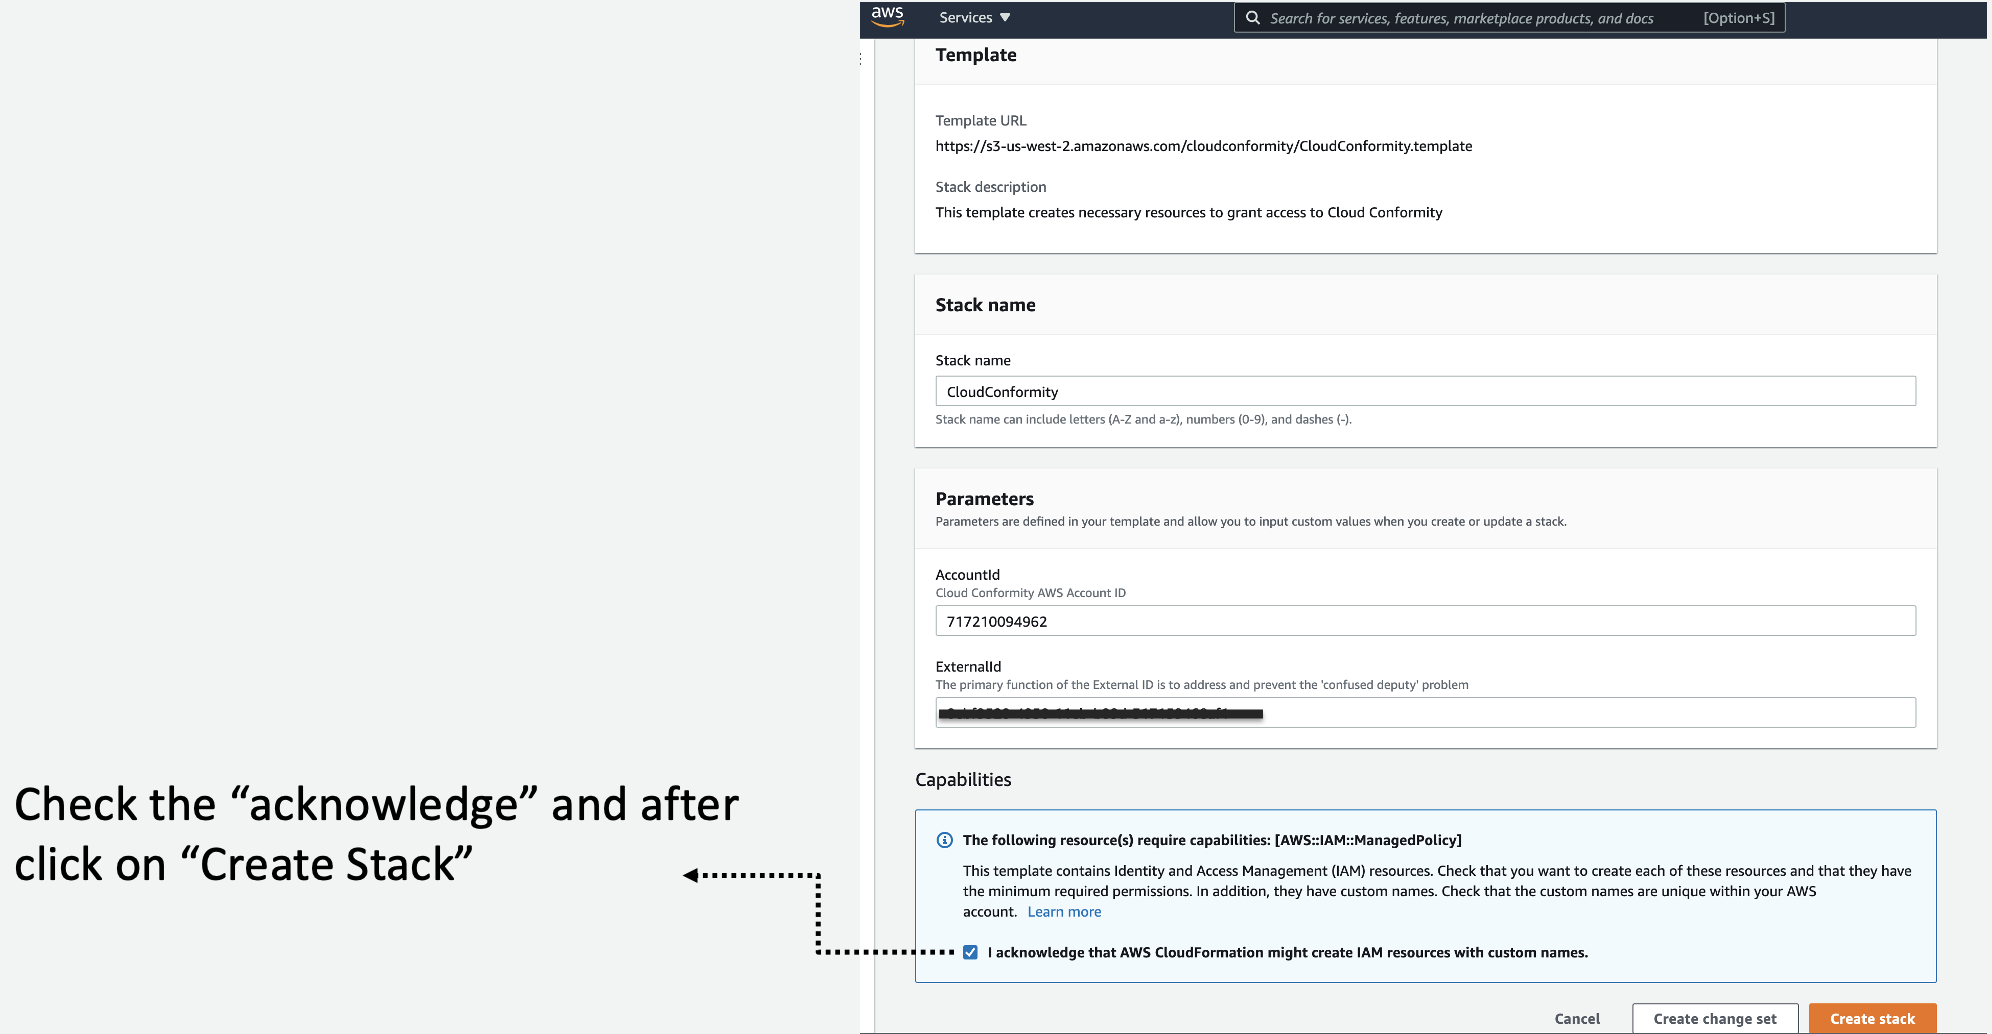 aws
Services ▼
Search for services, features, marketplace products, and docs
[Option+S]
Template
Template URL
https://s3-us-west-2.amazonaws.com/cloudconformity/CloudConformity.template
Stack description
This template creates necessary resources to grant access to Cloud Conformity
Stack name
Stack name
CloudConformity
Stack name can include letters (A-Z and a-z), numbers (0-9), and dashes (-).
Parameters
Parameters are defined in your template and allow you to input custom values when you create or update a stack.
AccountId
Cloud Conformity AWS Account ID
717210094962
ExternalId
The primary function of the External ID is to address and prevent the 'confused deputy' problem
Capabilities
The following resource(s) require capabilities: [AWS::IAM::ManagedPolicy]
This template contains Identity and Access Management (IAM) resources. Check that you want to create each of these resources and that they have
the minimum required permissions. In addition, they have custom names. Check that the custom names are unique within your AWS
account. Learn more
I acknowledge that AWS CloudFormation might create IAM resources with custom names.
Cancel
Create change set
Create stack
Check the “acknowledge” and after
click on “Create Stack”